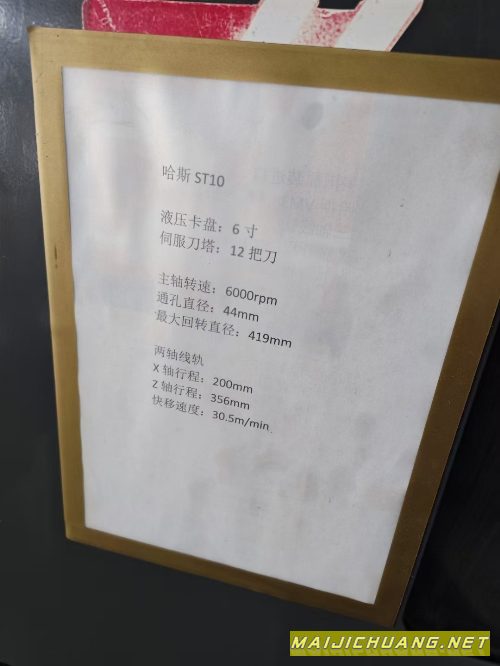 哈斯 ST10
液压卡盘：6 寸
伺服刀塔：12 把刀
主轴转速：6000rpm
通孔直径：44mm
最大回转直径：419mm
两轴线轨
X 轴行程：200mm
Z 轴行程：356mm
快移速度：30.5m/min
MAIJICHUANG.NET